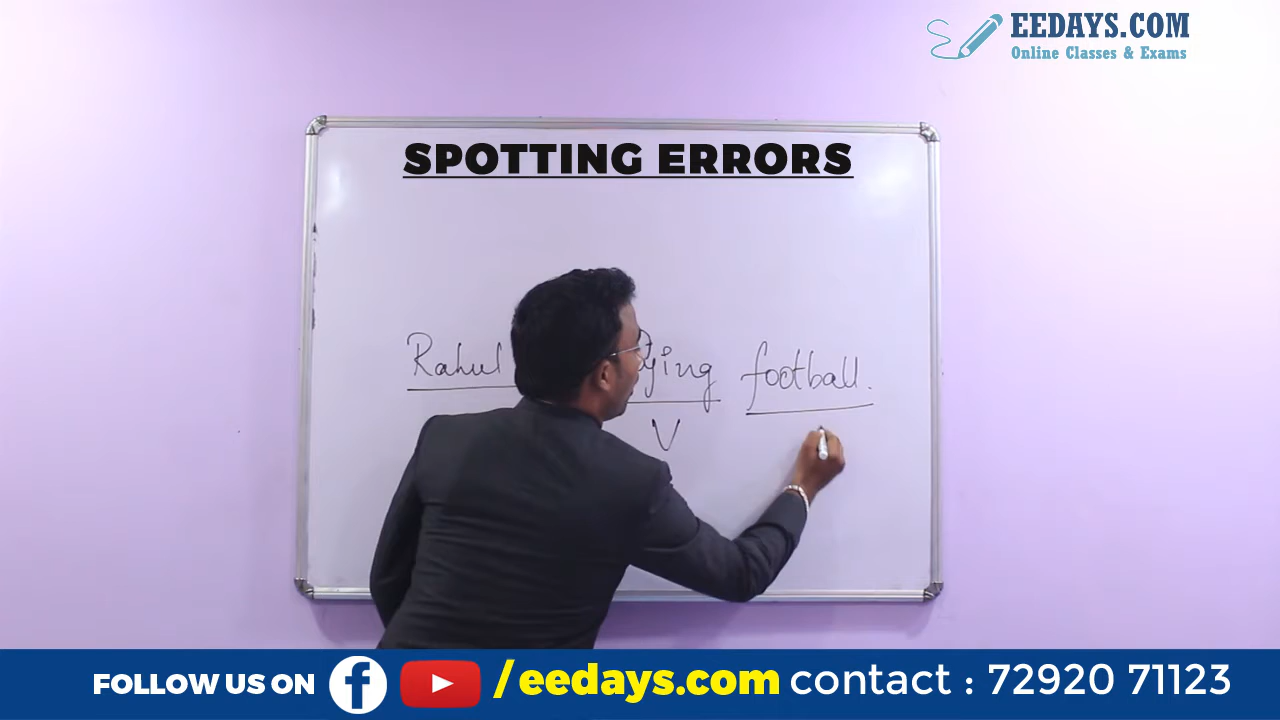 EEDAYS.COM
Online Classes & Exams
SPOTTING ERRORS
Rahul football.
V
FOLLOW US ON f /eedays.com contact : 72920 71123